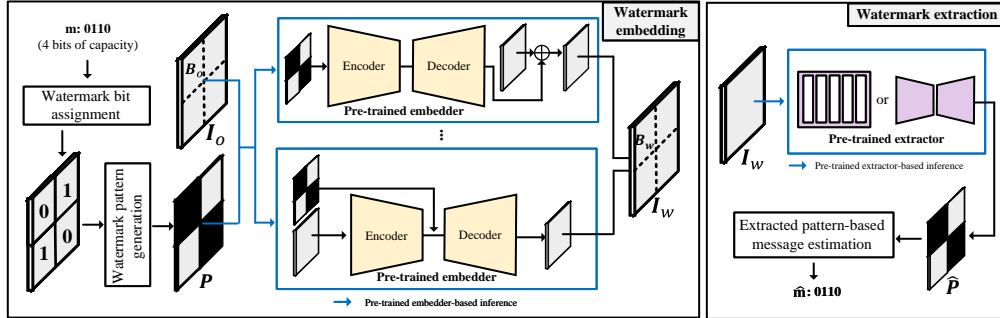 m: 0110
(4 bits of capacity)
Watermark bit
assignment
0 1
1 0
Watermark pattern
generation
P
B_o
I_o
Watermark
embedding
Encoder
Decoder
Pre-trained embedder
...
Encoder
Decoder
Pre-trained embedder
Pre-trained embedder-based inference
B_w
I_w
Watermark extraction
I_w
or
Pre-trained extractor
Pre-trained extractor-based inference
Extracted pattern-based
message estimation
P̂
m̂: 0110